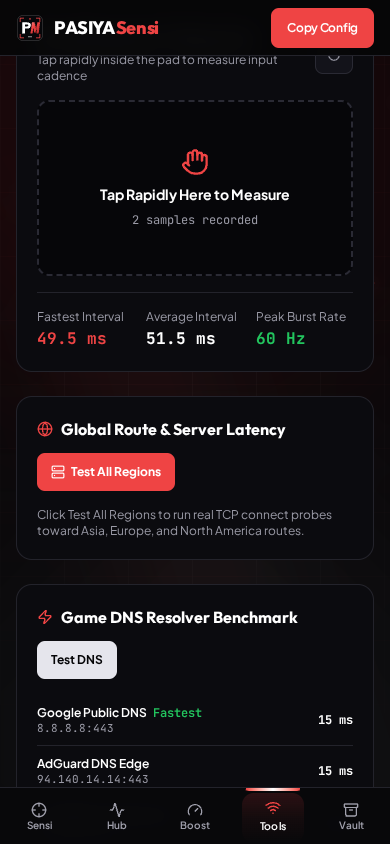 PASIYA Sensi
Copy Config
Tap rapidly inside the pad to measure input
cadence
Tap Rapidly Here to Measure
2 samples recorded
Fastest Interval
Average Interval
Peak Burst Rate
49.5 ms
51.5 ms
60 Hz
Global Route & Server Latency
Test All Regions
Click Test All Regions to run real TCP connect probes
toward Asia, Europe, and North America routes.
Game DNS Resolver Benchmark
Test DNS
Google Public DNS Fastest
8.8.8.8:443
15 ms
AdGuard DNS Edge
94.140.14.14:443
15 ms
Sensi
Hub
Boost
Tools
Vault